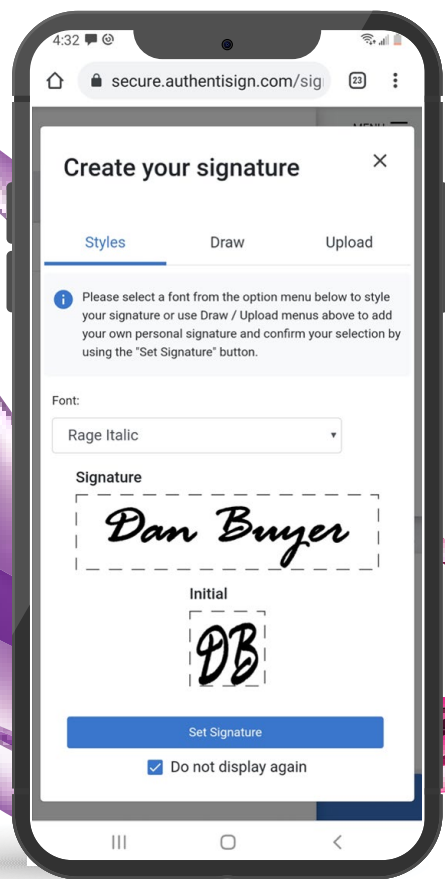 4:32
secure.authentisign.com/sig
23
MENU
Create your signature
Styles Draw Upload
Please select a font from the option menu below to style
your signature or use Draw / Upload menus above to add
your own personal signature and confirm your selection by
using the "Set Signature" button.
Font:
Rage Italic
Signature
Dan Buyer
Initial
DB
Set Signature
Do not display again